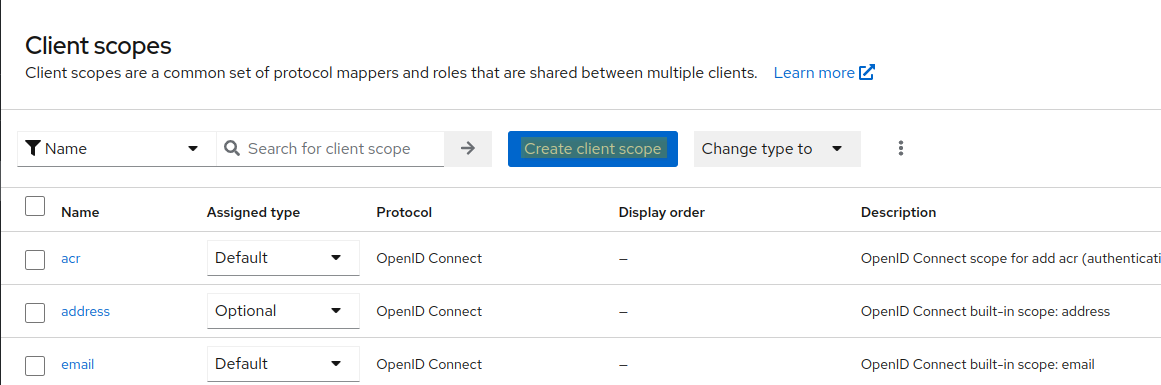 Client scopes
Client scopes are a common set of protocol mappers and roles that are shared between multiple clients. Learn more
Name Search for client scope Create client scope Change type to
Name Assigned type Protocol Display order Description
acr Default OpenID Connect — OpenID Connect scope for add acr (authenticati
address Optional OpenID Connect — OpenID Connect built-in scope: address
email Default OpenID Connect — OpenID Connect built-in scope: email